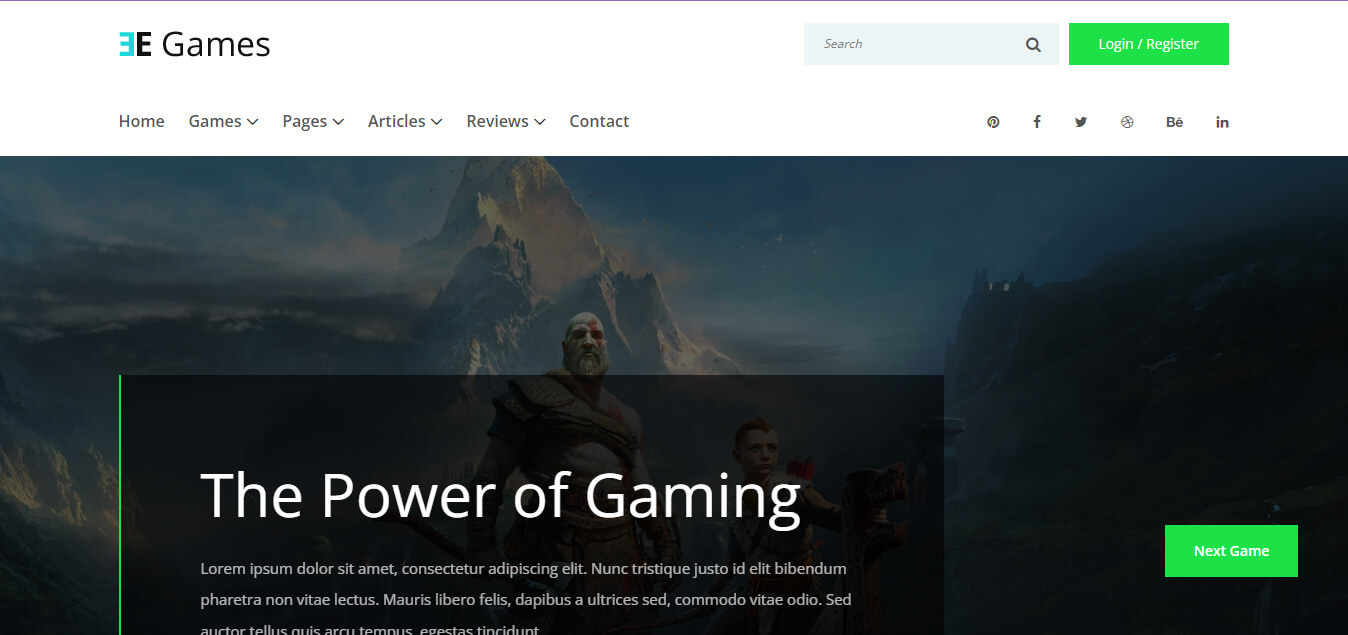 ƎE Games
Search
Login / Register
Home Games Pages Articles Reviews Contact
Bē in
The Power of Gaming
Lorem ipsum dolor sit amet, consectetur adipiscing elit. Nunc tristique justo id elit bibendum
pharetra non vitae lectus. Mauris libero felis, dapibus a ultrices sed, commodo vitae odio. Sed
auctor tellus quis arcu tempus, egestas tincidunt
Next Game